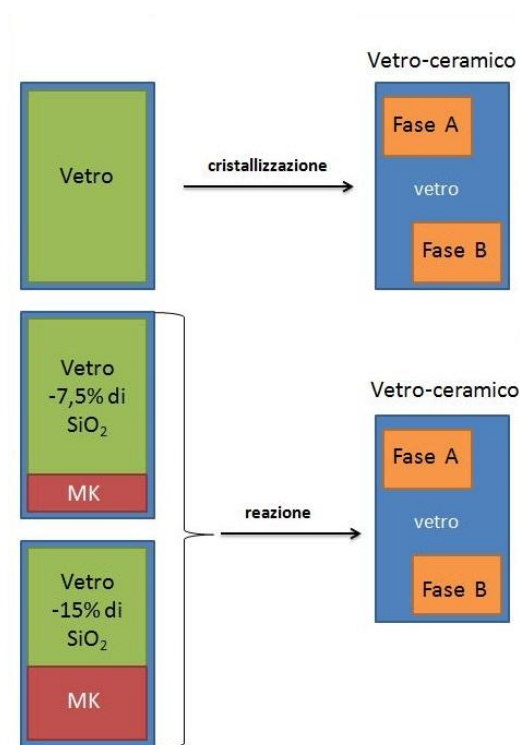 Vetro-ceramico
Vetro
cristallizzazione
Fase A
vetro
Fase B
Vetro
-7,5% di
SiO₂
MK
Vetro-ceramico
reazione
Fase A
vetro
Fase B
Vetro
-15% di
SiO₂
MK